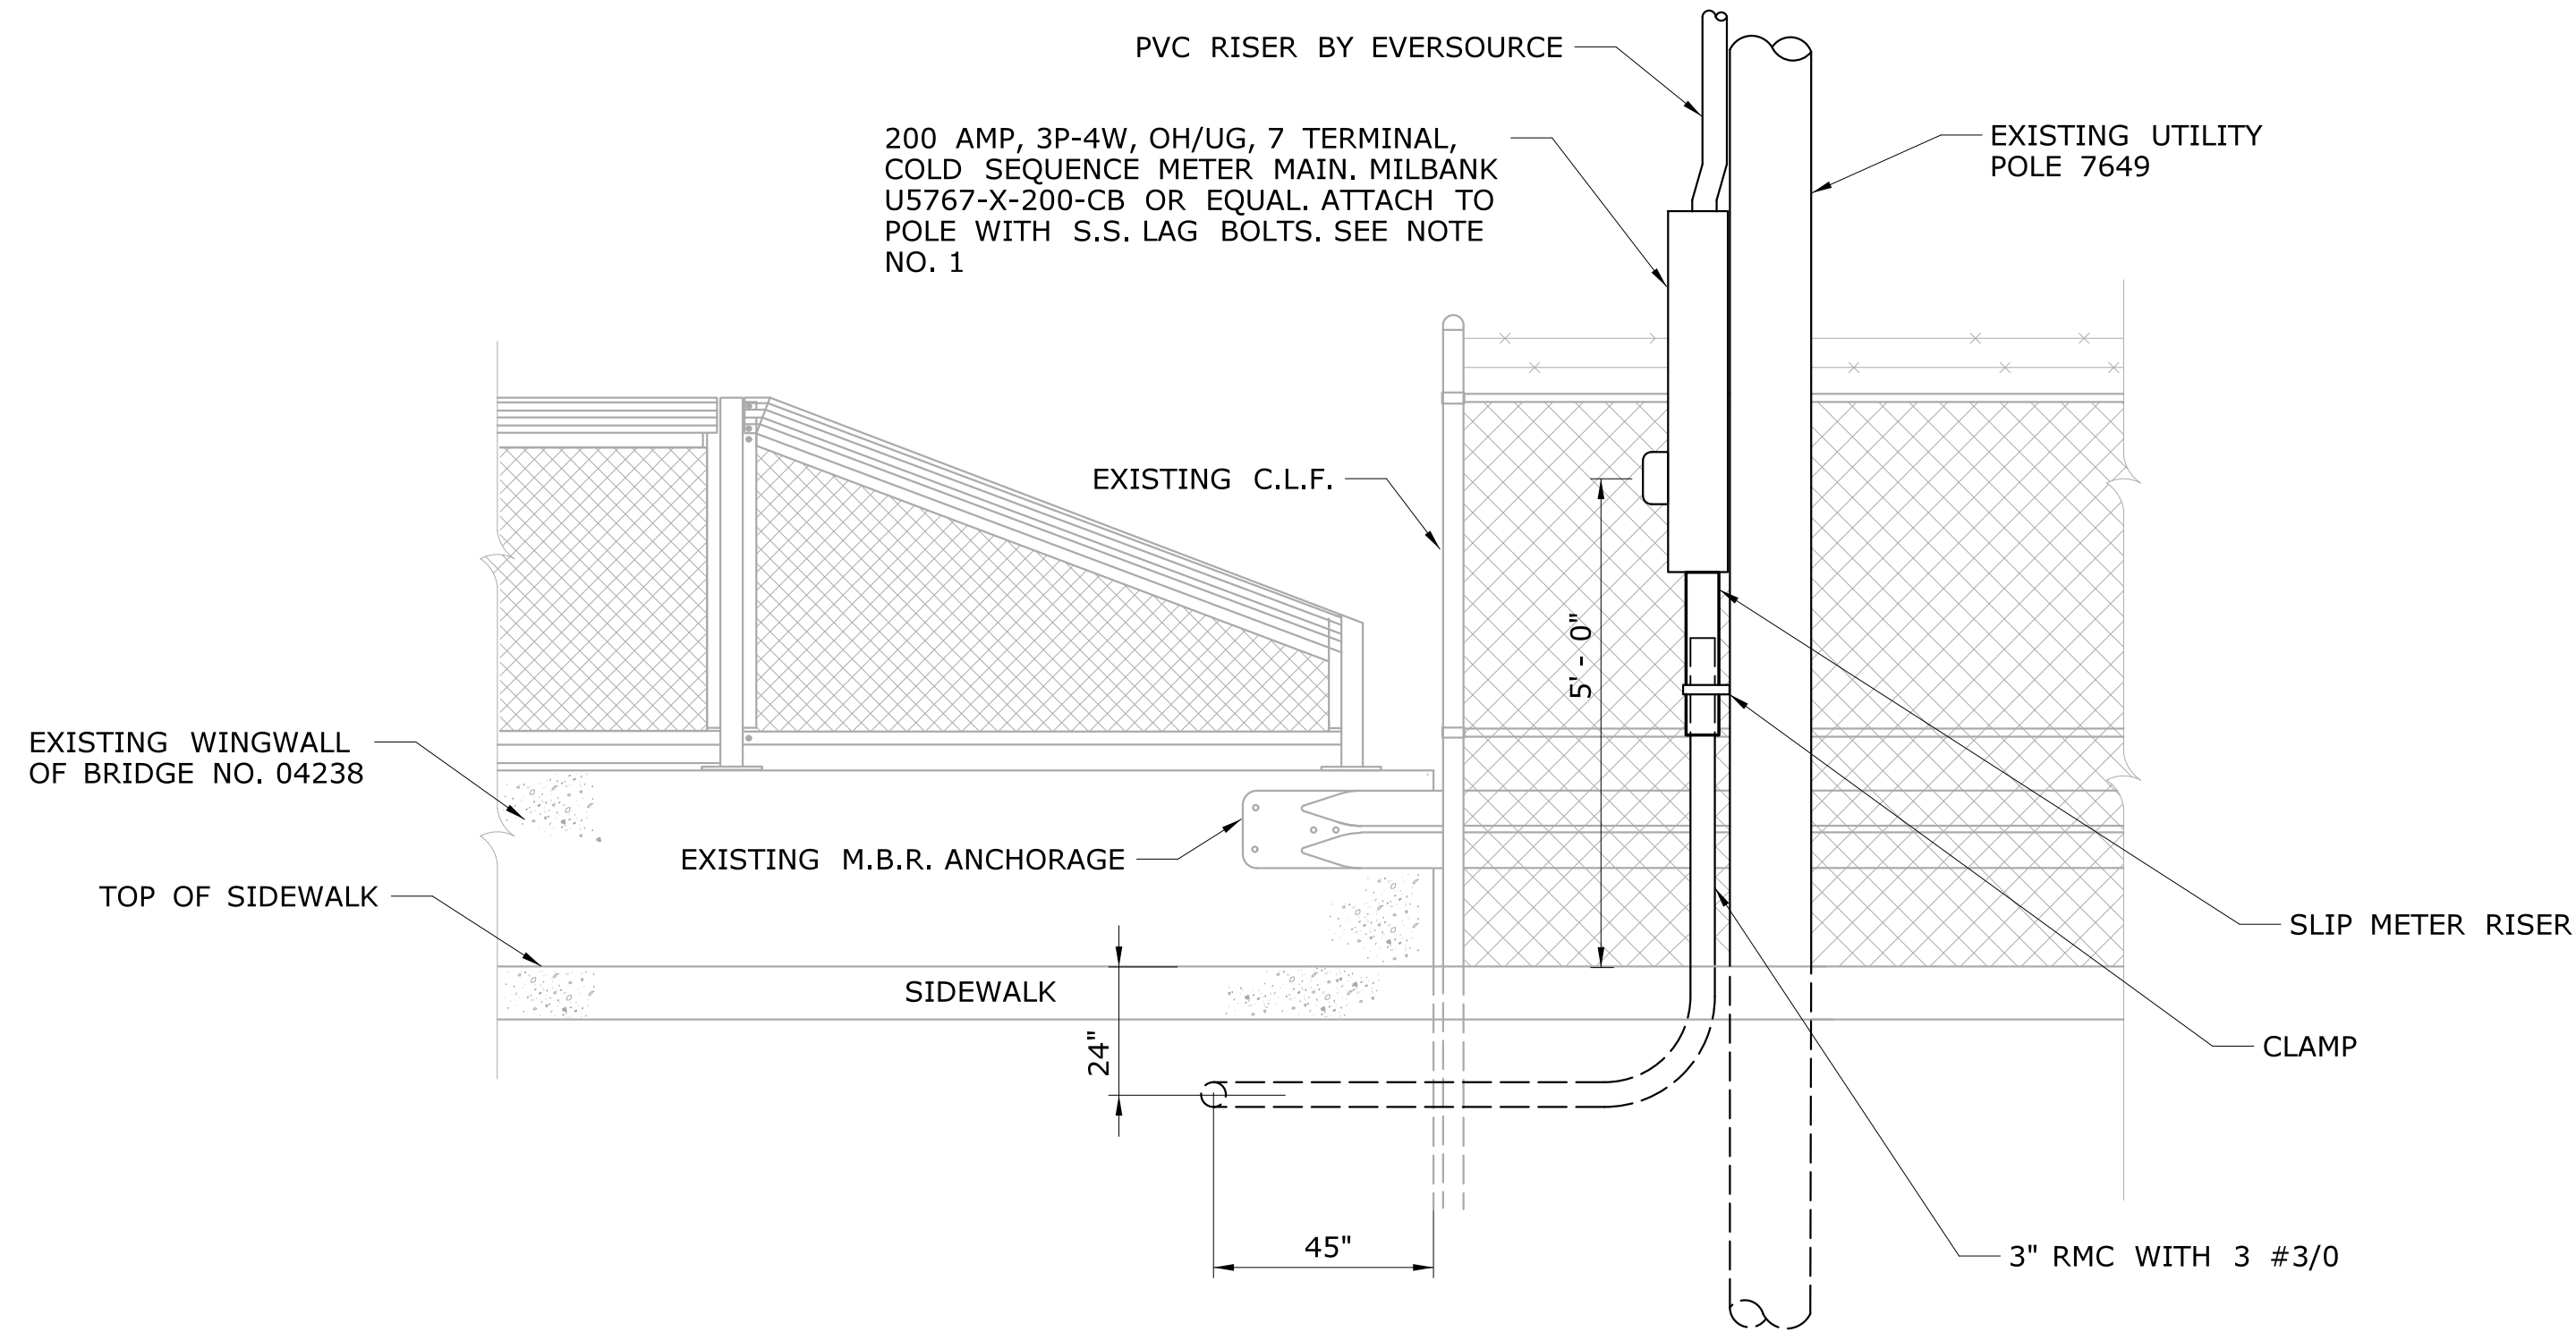 PVC RISER BY EVERSOURCE
200 AMP, 3P-4W, OH/UG, 7 TERMINAL,
COLD SEQUENCE METER MAIN. MILBANK
U5767-X-200-CB OR EQUAL. ATTACH TO
POLE WITH S.S. LAG BOLTS. SEE NOTE
NO. 1
EXISTING UTILITY
POLE 7649
EXISTING C.L.F.
5' - 0"
EXISTING WINGWALL
OF BRIDGE NO. 04238
EXISTING M.B.R. ANCHORAGE
TOP OF SIDEWALK
SLIP METER RISER
SIDEWALK
24"
CLAMP
45"
3" RMC WITH 3 #3/0